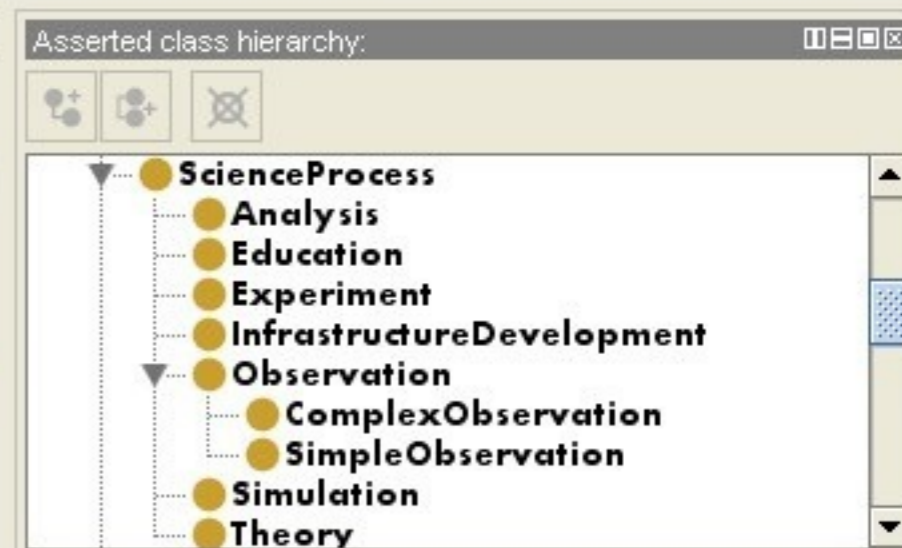 Asserted class hierarchy:
ScienceProcess
Analysis
Education
Experiment
InfrastructureDevelopment
Observation
ComplexObservation
SimpleObservation
Simulation
Theory